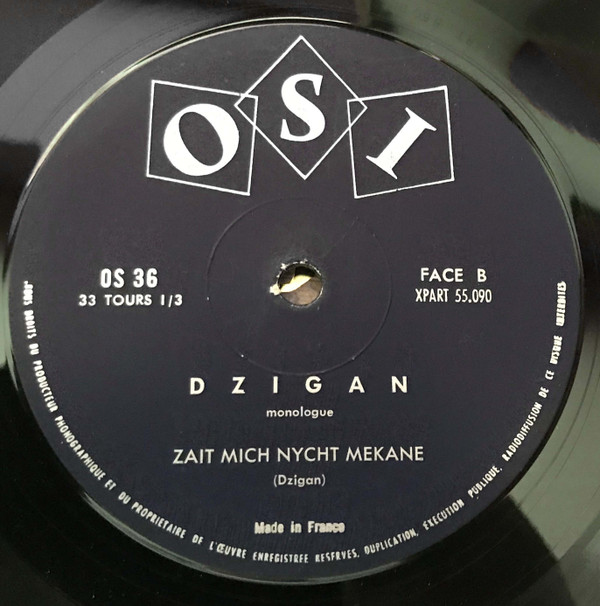 OSI
OS 36
33 TOURS 1/3
FACE B
XPART 55.090
DZIGAN
monologue
ZAIT MICH NYCHT MEKANE
(Dzigan)
Made in France
TOUS DROITS DU PRODUCTEUR PHONOGRAPHIQUE ET DU PROPRIETAIRE DE L'ŒUVRE ENREGISTREE RESERVES, DUPLICATION, EXECUTION PUBLIQUE, RADIODIFFUSION DE CE DISQUE INTERDITES